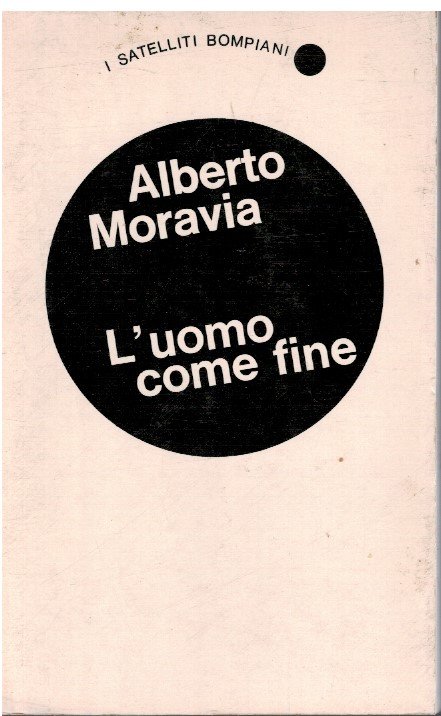 I SATELLITI BOMPIANI
Alberto
Moravia
L'uomo
come fine